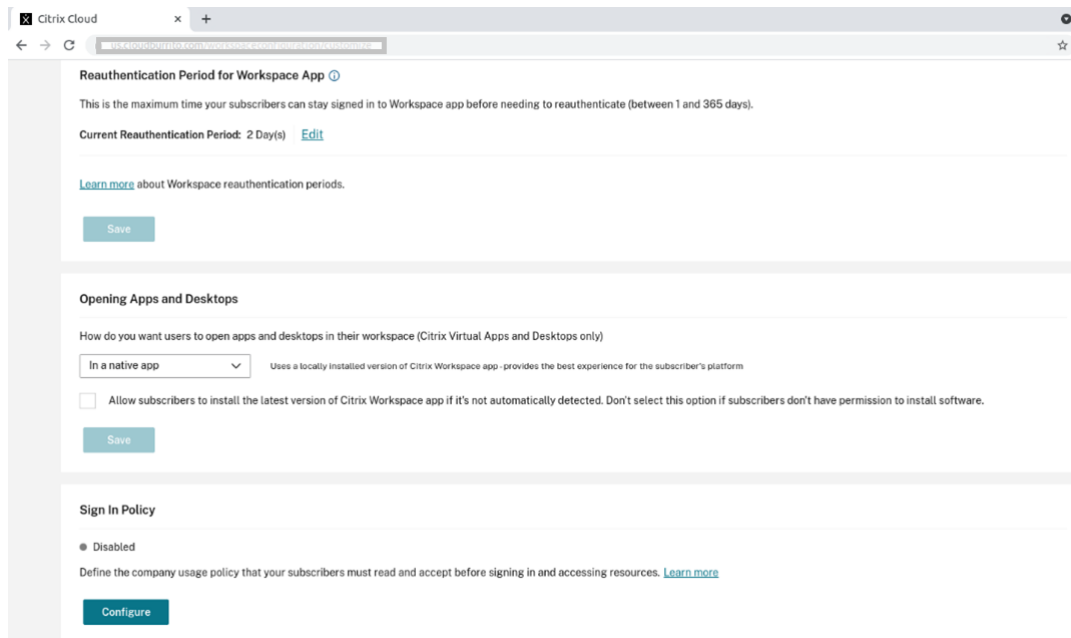 Citrix Cloud
Reauthentication Period for Workspace App
This is the maximum time your subscribers can stay signed in to Workspace app before needing to reauthenticate (between 1 and 365 days).
Current Reauthentication Period: 2 Day(s) Edit
Learn more about Workspace reauthentication periods.
Save
Opening Apps and Desktops
How do you want users to open apps and desktops in their workspace (Citrix Virtual Apps and Desktops only)
In a native app Uses a locally installed version of Citrix Workspace app - provides the best experience for the subscriber's platform
Allow subscribers to install the latest version of Citrix Workspace app if it's not automatically detected. Don't select this option if subscribers don't have permission to install software.
Save
Sign In Policy
Disabled
Define the company usage policy that your subscribers must read and accept before signing in and accessing resources. Learn more
Configure